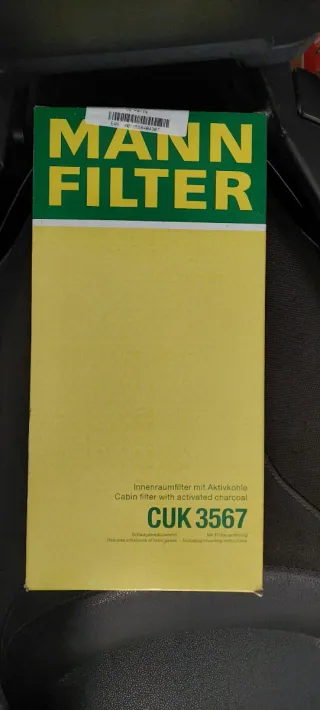 MANN
FILTER
Innenraumfilter mit Aktivkohle
Cabin filter with activated charcoal
CUK 3567